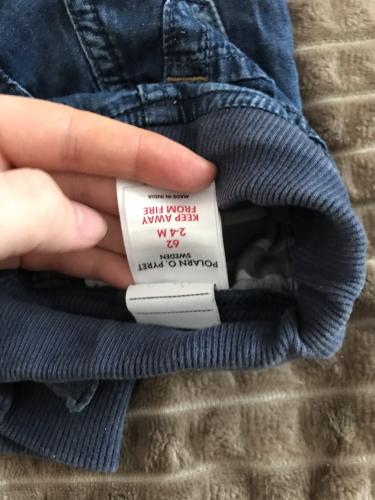 POLARN O. PYRET
SWEDEN
62
2-4 M
KEEP AWAY
FROM FIRE
MADE IN INDIA